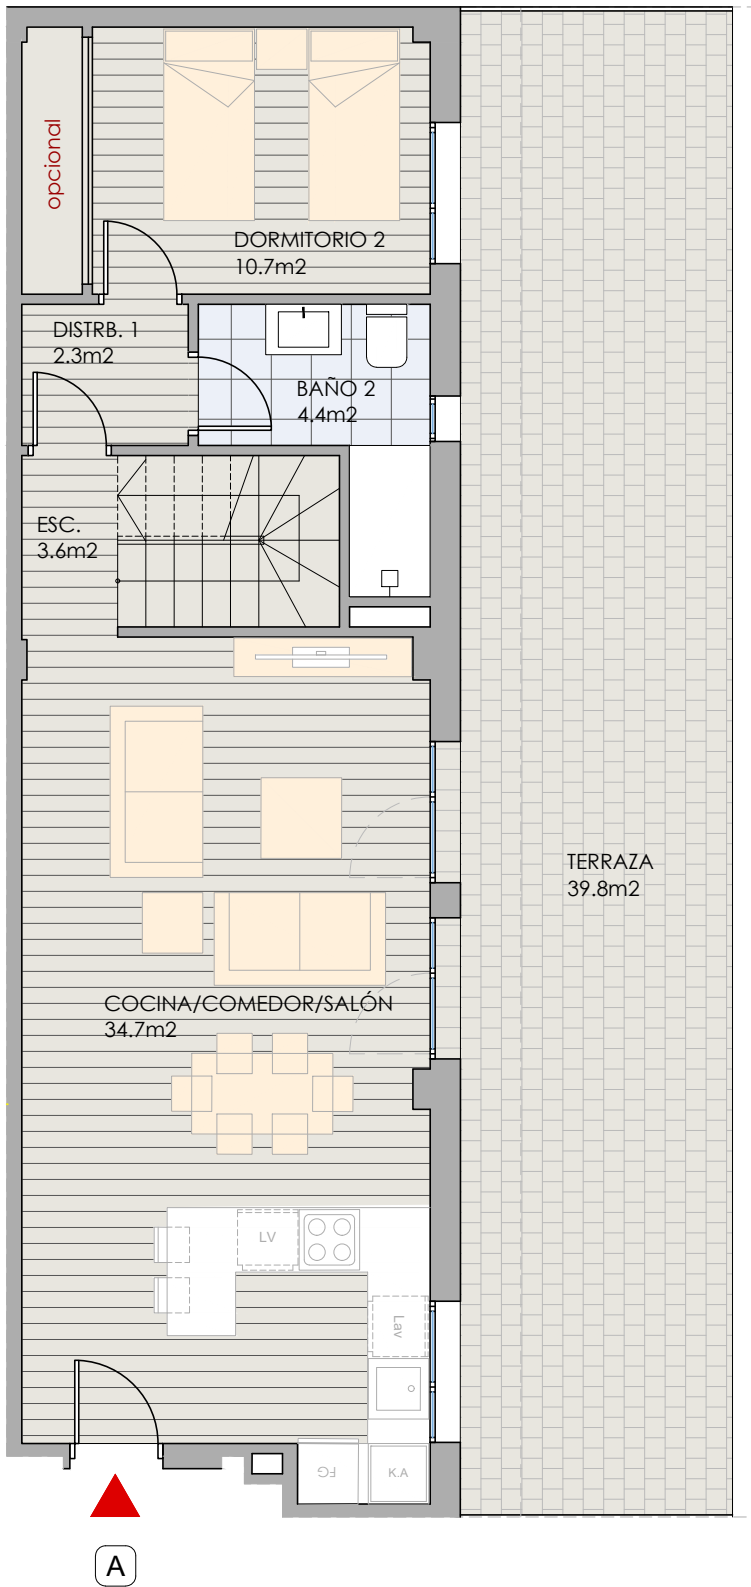 opcional
DORMITORIO 2
10.7m2
DISTRB. 1
2.3m2
BAÑO 2
4.4m2
ESC.
3.6m2
TERRAZA
39.8m2
COCINA/COMEDOR/SALÓN
34.7m2
LV
Lav
FG
K.A
A